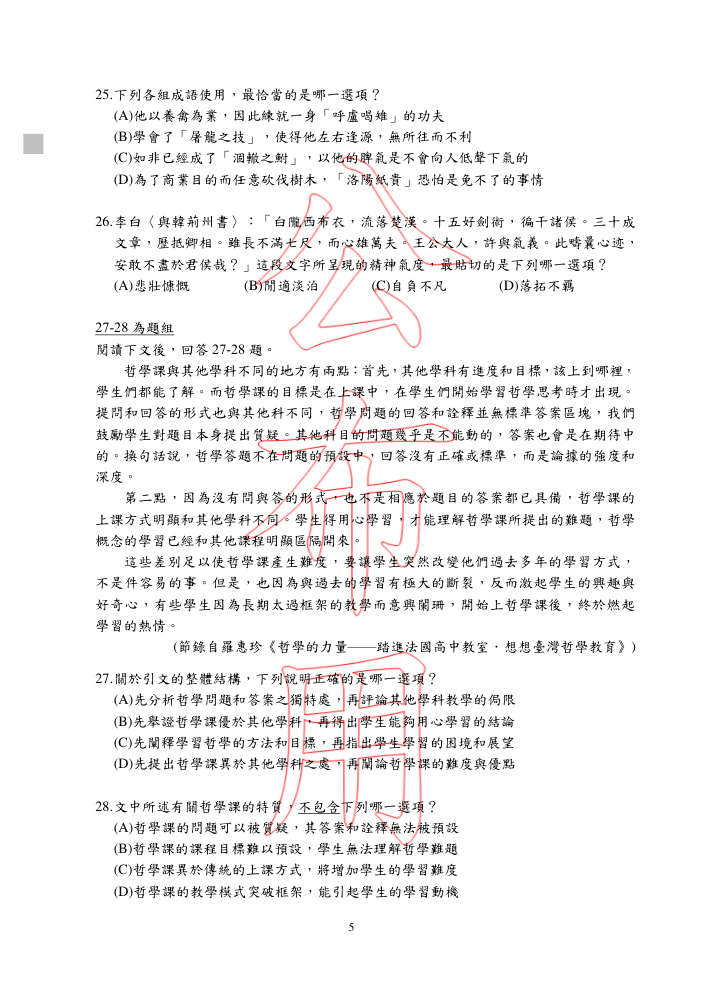 25.下列各組成語使用，最恰當的是哪一選項？
(A)他以養禽為業，因此練就一身「呼盧喝雉」的功夫
(B)學會了「屠龍之技」，使得他左右逢源，無所往而不利
(C)如非已經成了「涸轍之鮒」，以他的脾氣是不會向人低聲下氣的
(D)為了商業目的而任意砍伐樹木，「洛陽紙貴」恐怕是免不了的事情
26.李白〈與韓荊州書〉：「白隴西布衣，流落楚漢。十五好劍術，徧干諸侯。三十成
文章，歷抵卿相。雖長不滿七尺，而心雄萬夫。王公大人，許與氣義。此疇曩心迹，
安敢不盡於君侯哉？」這段文字所呈現的精神氣度，最貼切的是下列哪一選項？
(A)悲壯慷慨 (B)閒適淡泊 (C)自負不凡 (D)落拓不羈
27-28 為題組
閱讀下文後，回答 27-28 題。
哲學課與其他學科不同的地方有兩點：首先，其他學科有進度和目標，該上到哪裡，
學生們都能了解。而哲學課的目標是在上課中，在學生們開始學習哲學思考時才出現。
提問和回答的形式也與其他科不同，哲學問題的回答和詮釋並無標準答案區塊，我們
鼓勵學生對題目本身提出質疑。其他科目的問題幾乎是不能動的，答案也會是在期待中
的。換句話說，哲學答題不在問題的預設中，回答沒有正確或標準，而是論據的強度和
深度。
第二點，因為沒有問與答的形式，也不是相應於題目的答案都已具備，哲學課的
上課方式明顯和其他學科不同。學生得用心學習，才能理解哲學課所提出的難題，哲學
概念的學習已經和其他課程明顯區隔開來。
這些差別足以使哲學課產生難度，要讓學生突然改變他們過去多年的學習方式，
不是件容易的事。但是，也因為與過去的學習有極大的斷裂，反而激起學生的興趣與
好奇心，有些學生因為長期太過框架的教學而意興闌珊，開始上哲學課後，終於燃起
學習的熱情。
(節錄自羅惠珍《哲學的力量──踏進法國高中教室．想想臺灣哲學教育》)
27.關於引文的整體結構，下列說明正確的是哪一選項？
(A)先分析哲學問題和答案之獨特處，再評論其他學科教學的侷限
(B)先舉證哲學課優於其他學科，再得出學生能夠用心學習的結論
(C)先闡釋學習哲學的方法和目標，再指出學生學習的困境和展望
(D)先提出哲學課異於其他學科之處，再闡論哲學課的難度與優點
28.文中所述有關哲學課的特質，不包含下列哪一選項？
(A)哲學課的問題可以被質疑，其答案和詮釋無法被預設
(B)哲學課的課程目標難以預設，學生無法理解哲學難題
(C)哲學課異於傳統的上課方式，將增加學生的學習難度
(D)哲學課的教學模式突破框架，能引起學生的學習動機
5
公布用